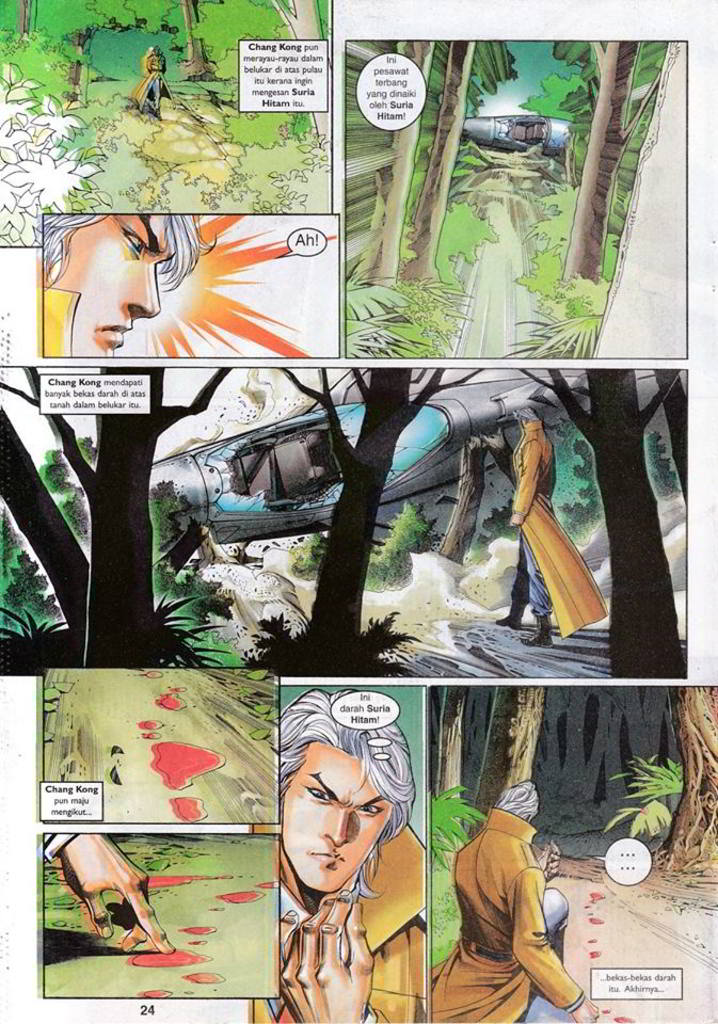 Chang Kong pun
merayau-rayau dalam
belukar di atas pulau
itu kerana ingin
mengesan Suria
Hitam itu.
Ini
pesawat
terbang
yang dinaiki
oleh Suria
Hitam!
Ah!
Chang Kong mendapati
banyak bekas darah di atas
tanah dalam belukar itu.
Chang Kong
pun maju
mengikut...
Ini
darah Suria
Hitam!
...
...
...bekas-bekas darah
itu. Akhirnya...
24